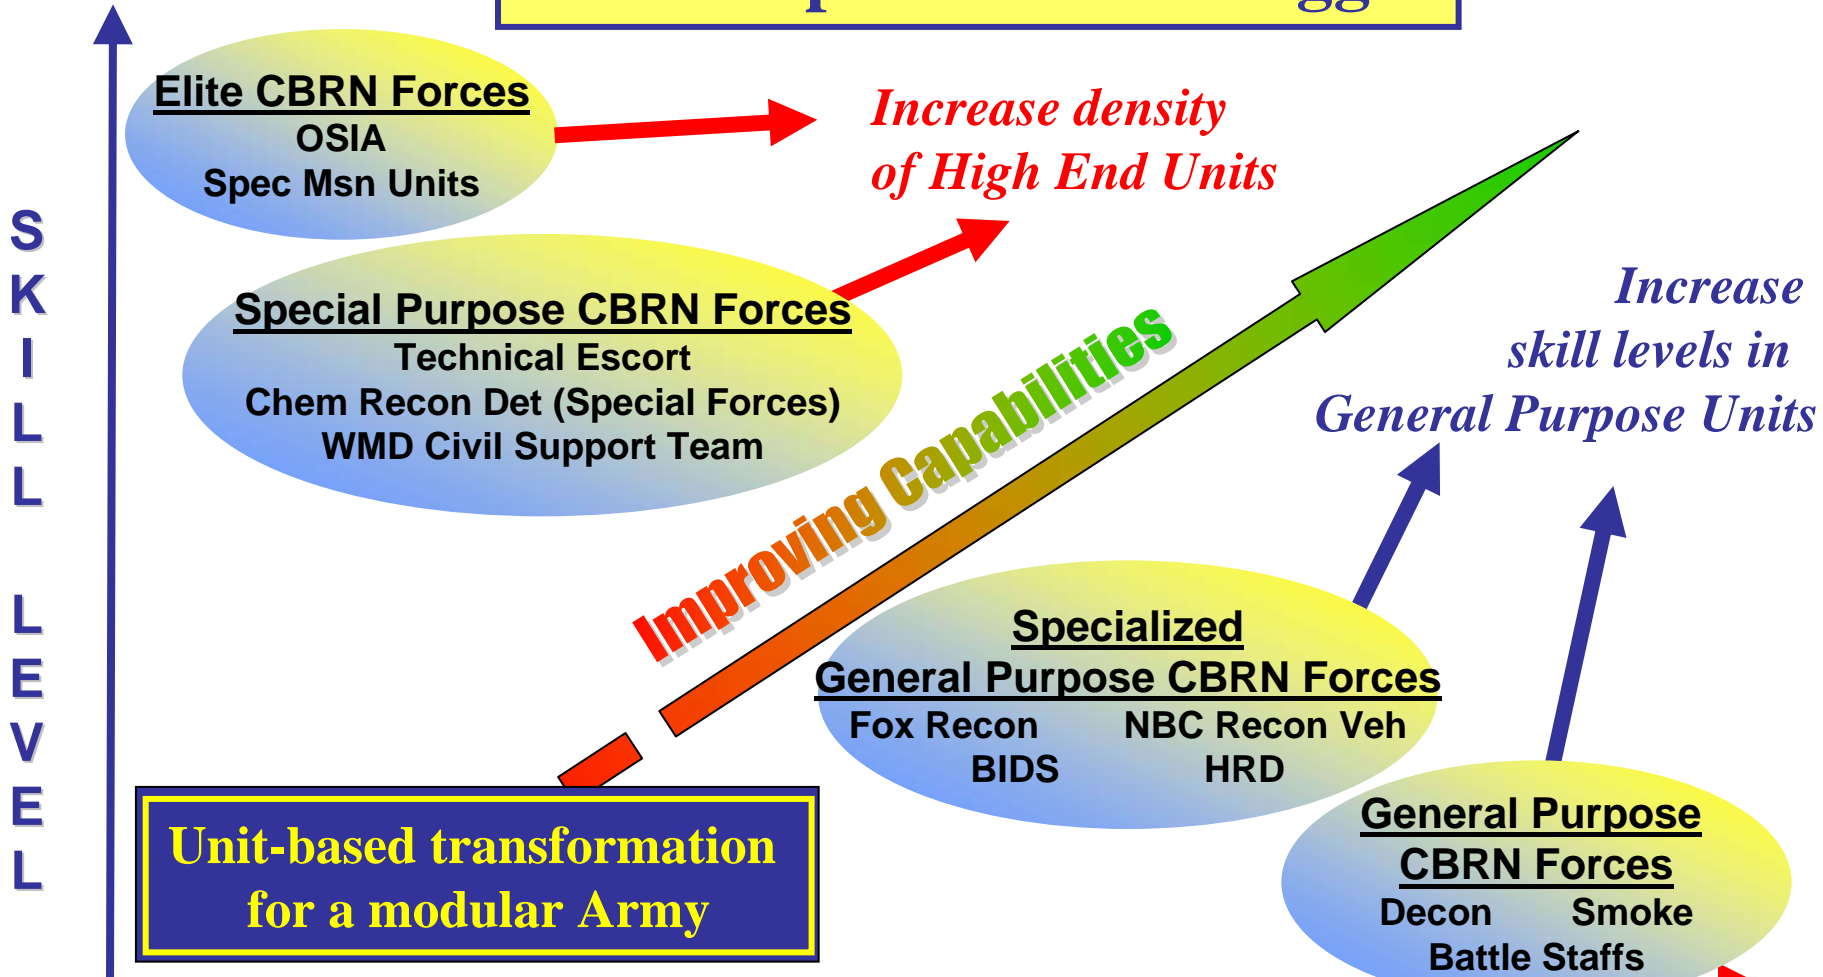 Elite CBRN Forces
OSIA
Spec Msn Units
Increase density
of High End Units
SKILL LEVEL
Special Purpose CBRN Forces
Technical Escort
Chem Recon Det (Special Forces)
WMD Civil Support Team
Increase
skill levels in
General Purpose Units
Improving Capabilities
Specialized
General Purpose CBRN Forces
Fox Recon NBC Recon Veh
BIDS HRD
General Purpose
CBRN Forces
Decon Smoke
Battle Staffs
Unit-based transformation
for a modular Army